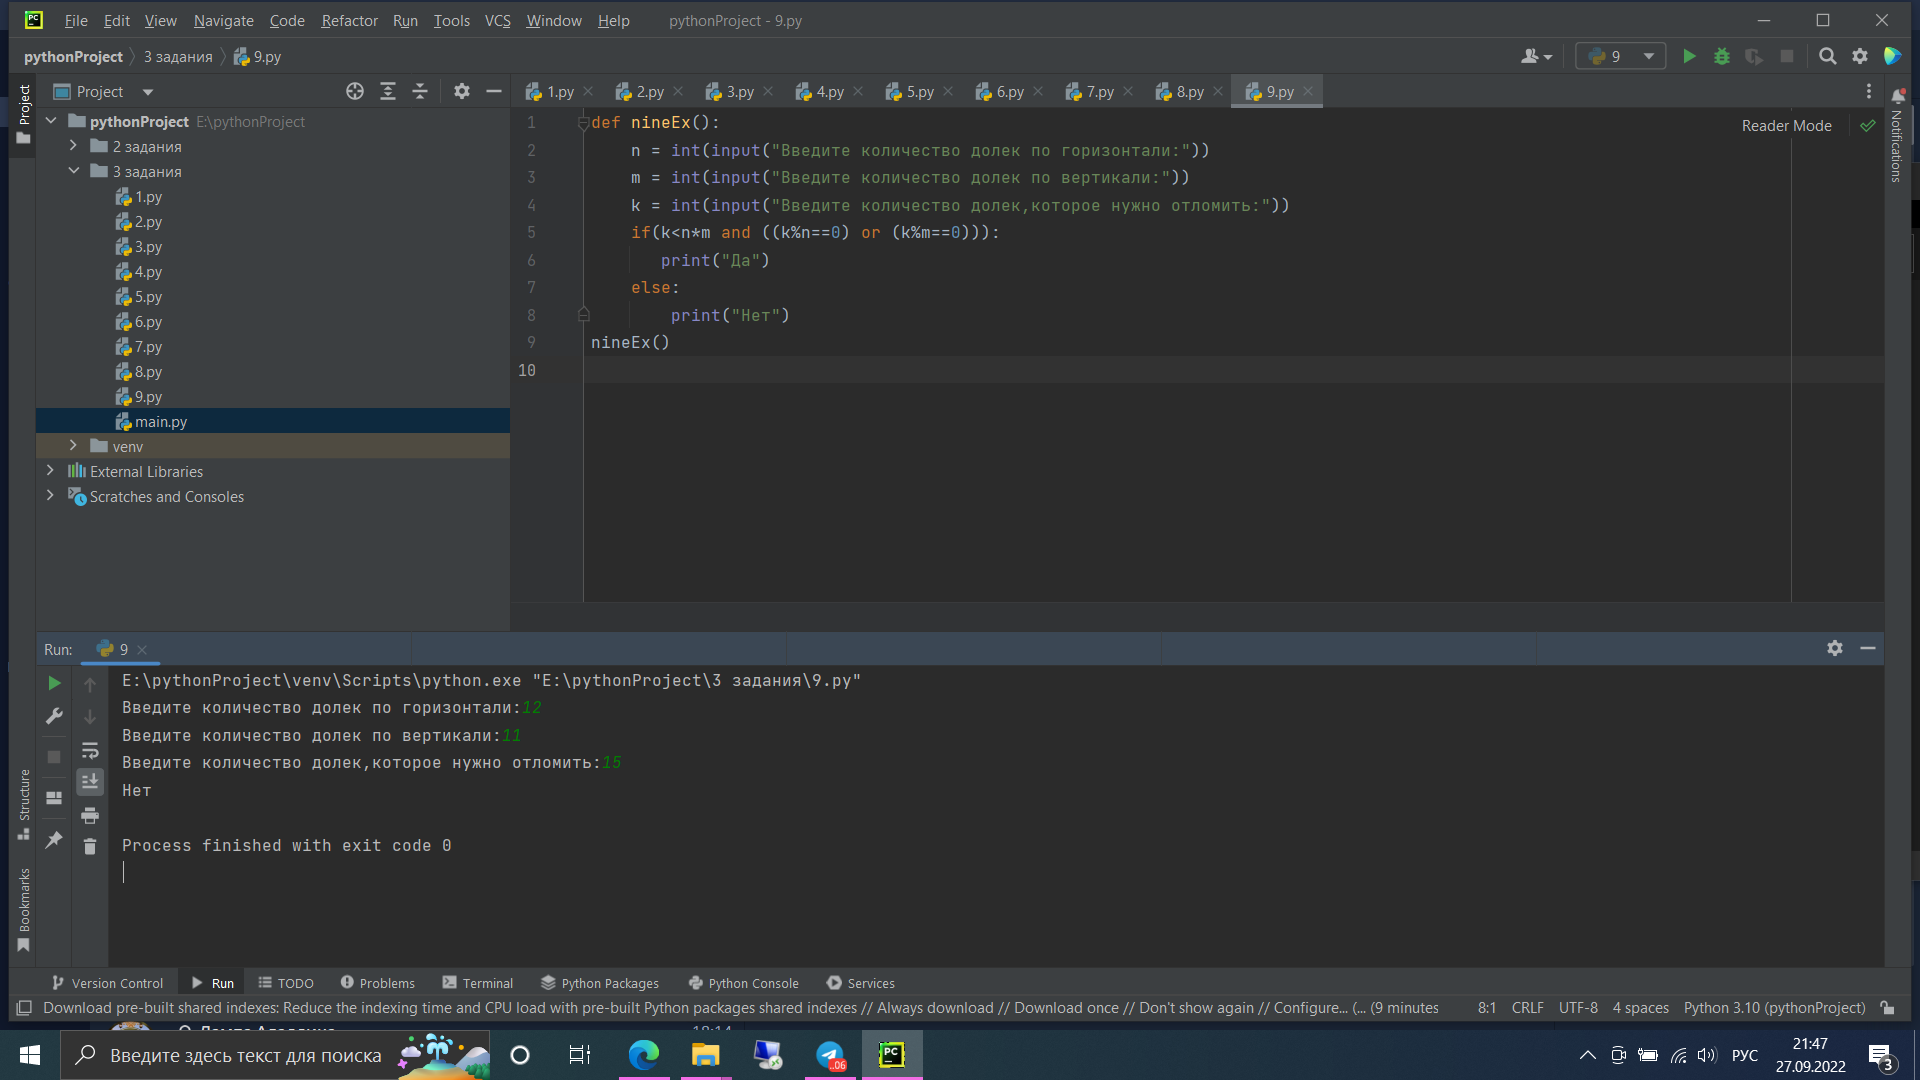 PC File Edit View Navigate Code Refactor Run Tools VCS Window Help pythonProject - 9.py
pythonProject 3 задания 9.py
9
Project
1.py 2.py 3.py 4.py 5.py 6.py 7.py 8.py 9.py
Project
Notifications
Reader Mode
pythonProject E:\pythonProject
2 задания
3 задания
1.py
2.py
3.py
4.py
5.py
6.py
7.py
8.py
9.py
main.py
venv
External Libraries
Scratches and Consoles
1 def nineEx():
2 n = int(input("Введите количество долек по горизонтали:"))
3 m = int(input("Введите количество долек по вертикали:"))
4 k = int(input("Введите количество долек,которое нужно отломить:"))
5 if(k<n*m and ((k%n==0) or (k%m==0))):
6 print("Да")
7 else:
8 print("Нет")
9 nineEx()
10
Run: 9
E:\pythonProject\venv\Scripts\python.exe "E:\pythonProject\3 задания\9.py"
Введите количество долек по горизонтали:12
Введите количество долек по вертикали:11
Введите количество долек,которое нужно отломить:15
Нет
Process finished with exit code 0
Structure
Bookmarks
Version Control Run TODO Problems Terminal Python Packages Python Console Services
Download pre-built shared indexes: Reduce the indexing time and CPU load with pre-built Python packages shared indexes // Always download // Download once // Don't show again // Configure... (... (9 minutes 8:1 CRLF UTF-8 4 spaces Python 3.10 (pythonProject)
Введите здесь текст для поиска
..06
PC
РУС
21:47
27.09.2022
3